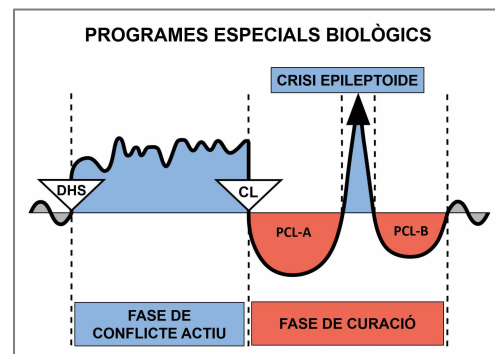 PROGRAMES ESPECIALS BIOLÒGICS
CRISI EPILEPTOIDE
DHS
CL
PCL-A
PCL-B
FASE DE
CONFLICTE ACTIU
FASE DE CURACIÓ